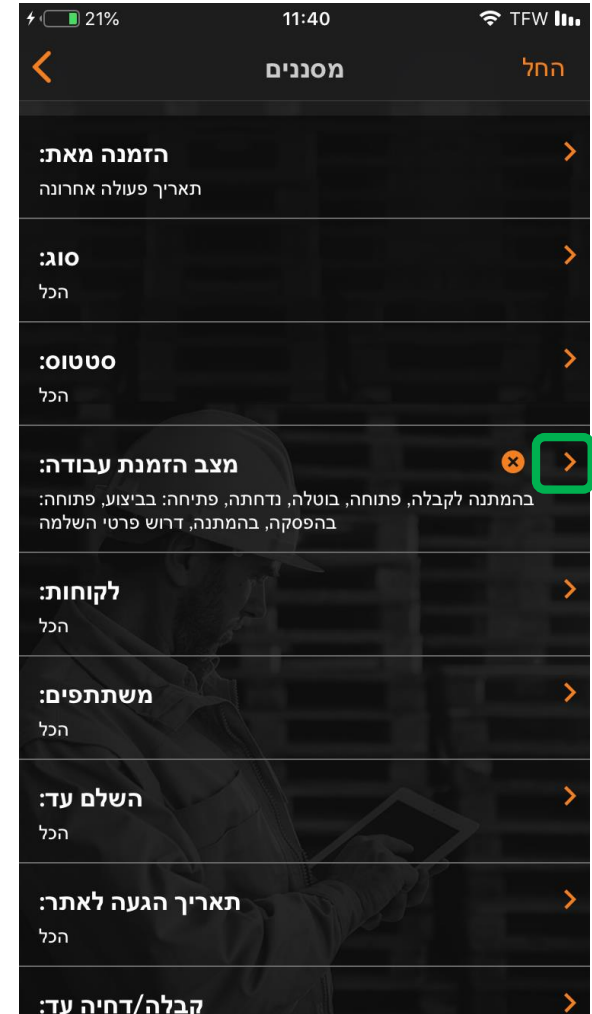 21% 11:40 TFW
מסננים החל
הזמנה מאת:
תאריך פעולה אחרונה
סוג:
הכל
סטטוס:
הכל
מצב הזמנת עבודה:
בהמתנה לקבלה, פתוחה, בוטלה, נדחתה, פתיחה: בביצוע, פתוחה:
בהפסקה, בהמתנה, דרוש פרטי השלמה
לקוחות:
הכל
משתתפים:
הכל
השלם עד:
הכל
תאריך הגעה לאתר:
הכל
קבלה/דחיה עד: